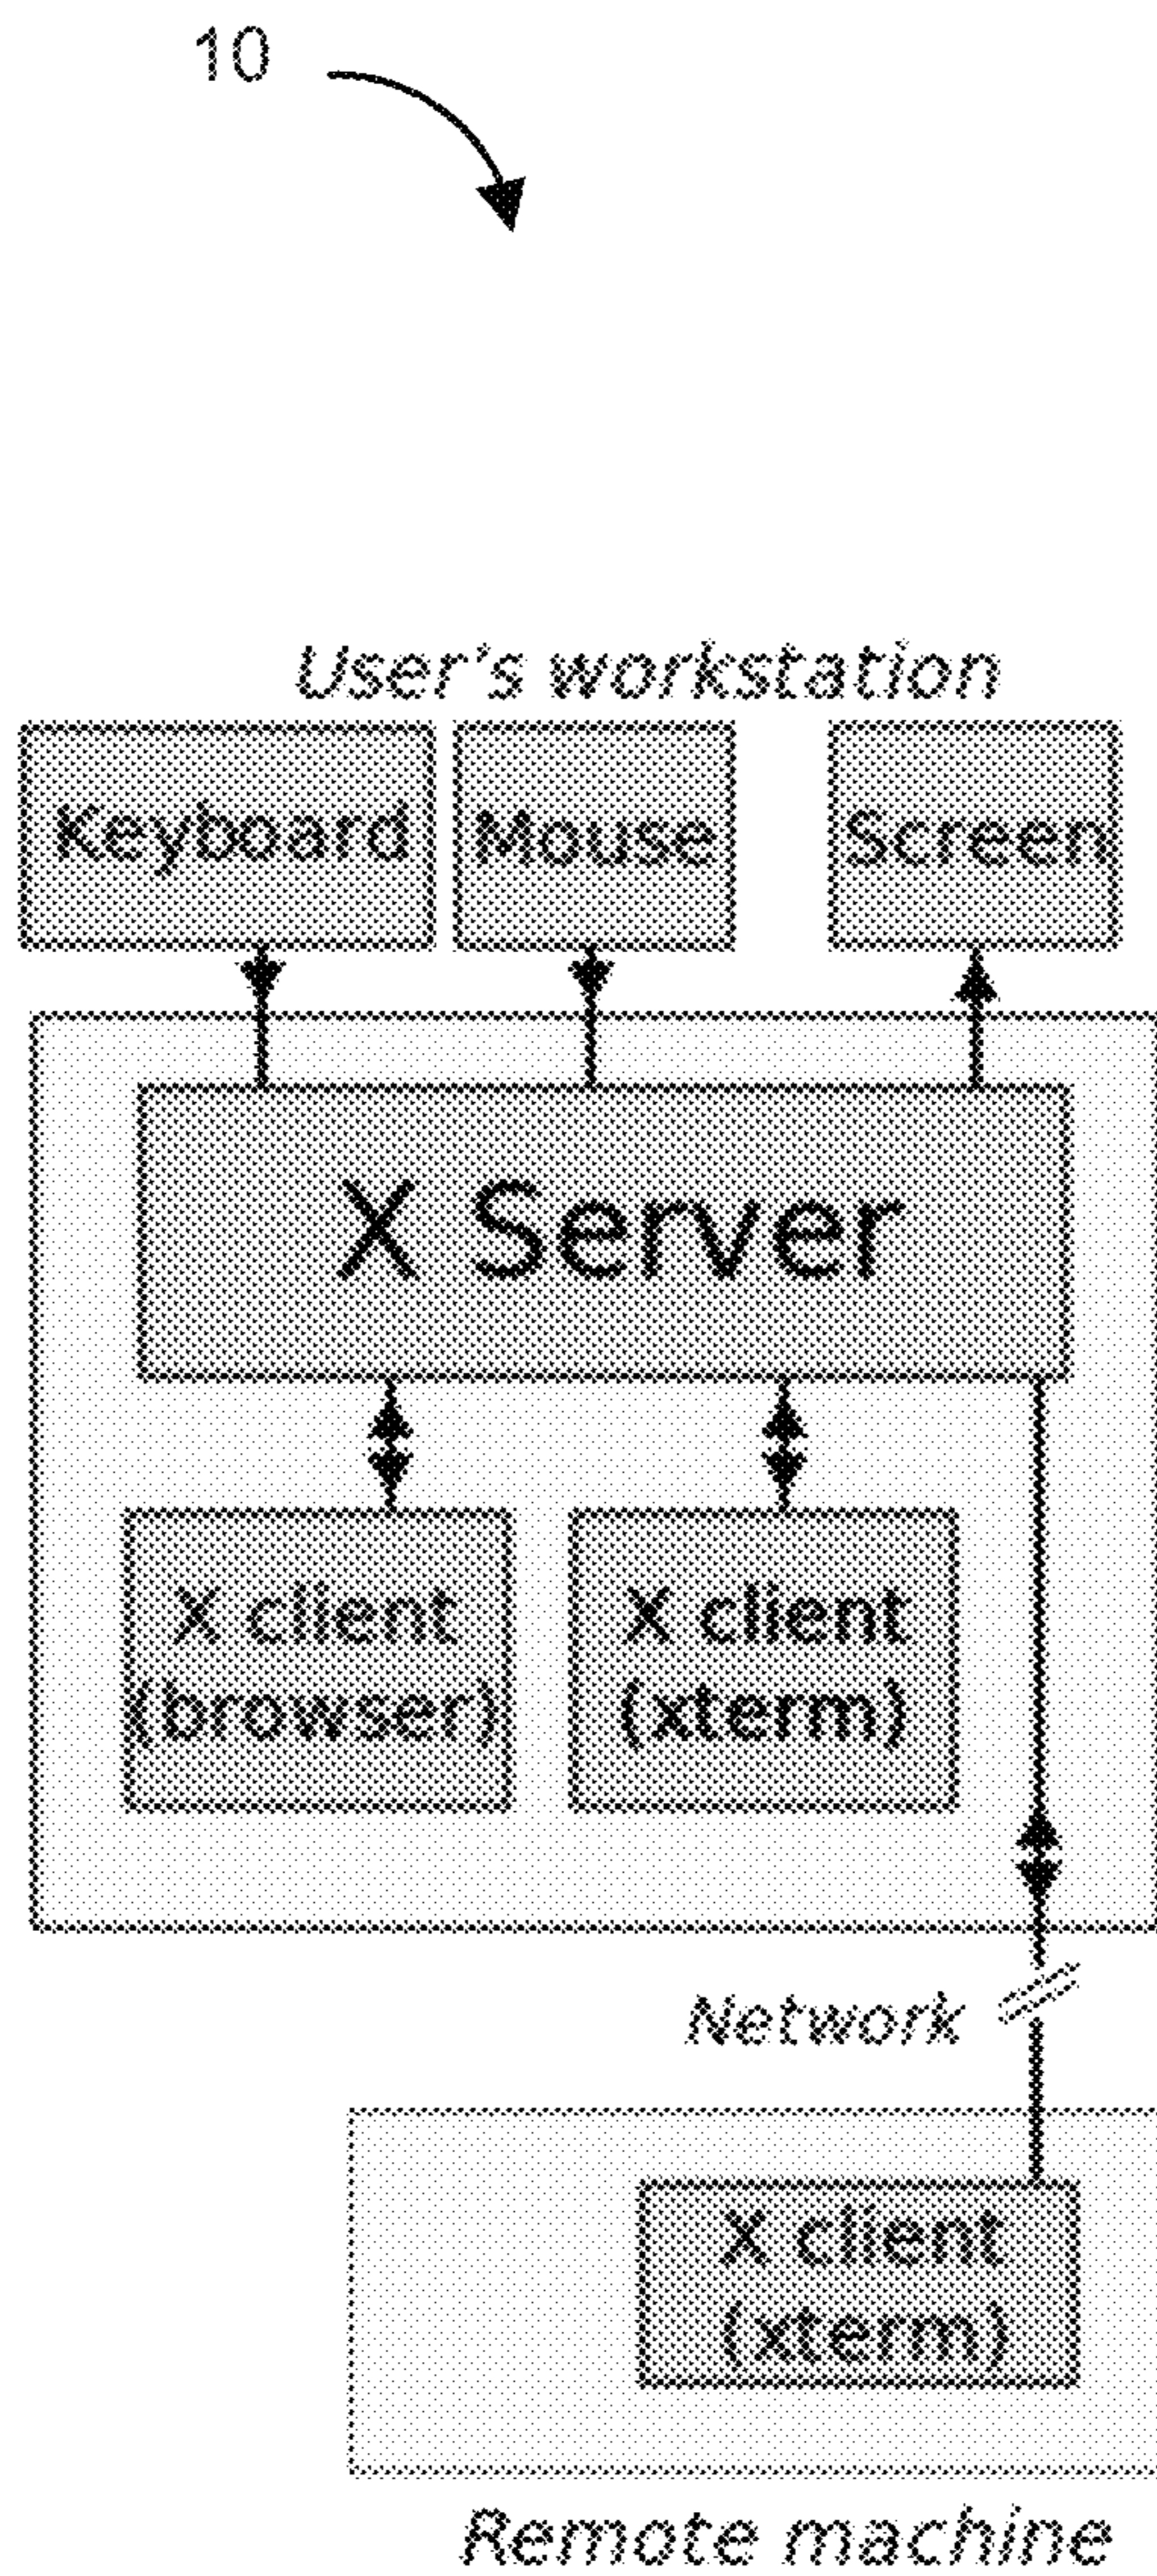 10
User's workstation
Keyboard
Mouse
Screen
X Server
X client
(browser)
X client
(xterm)
Network
X client
(xterm)
Remote machine